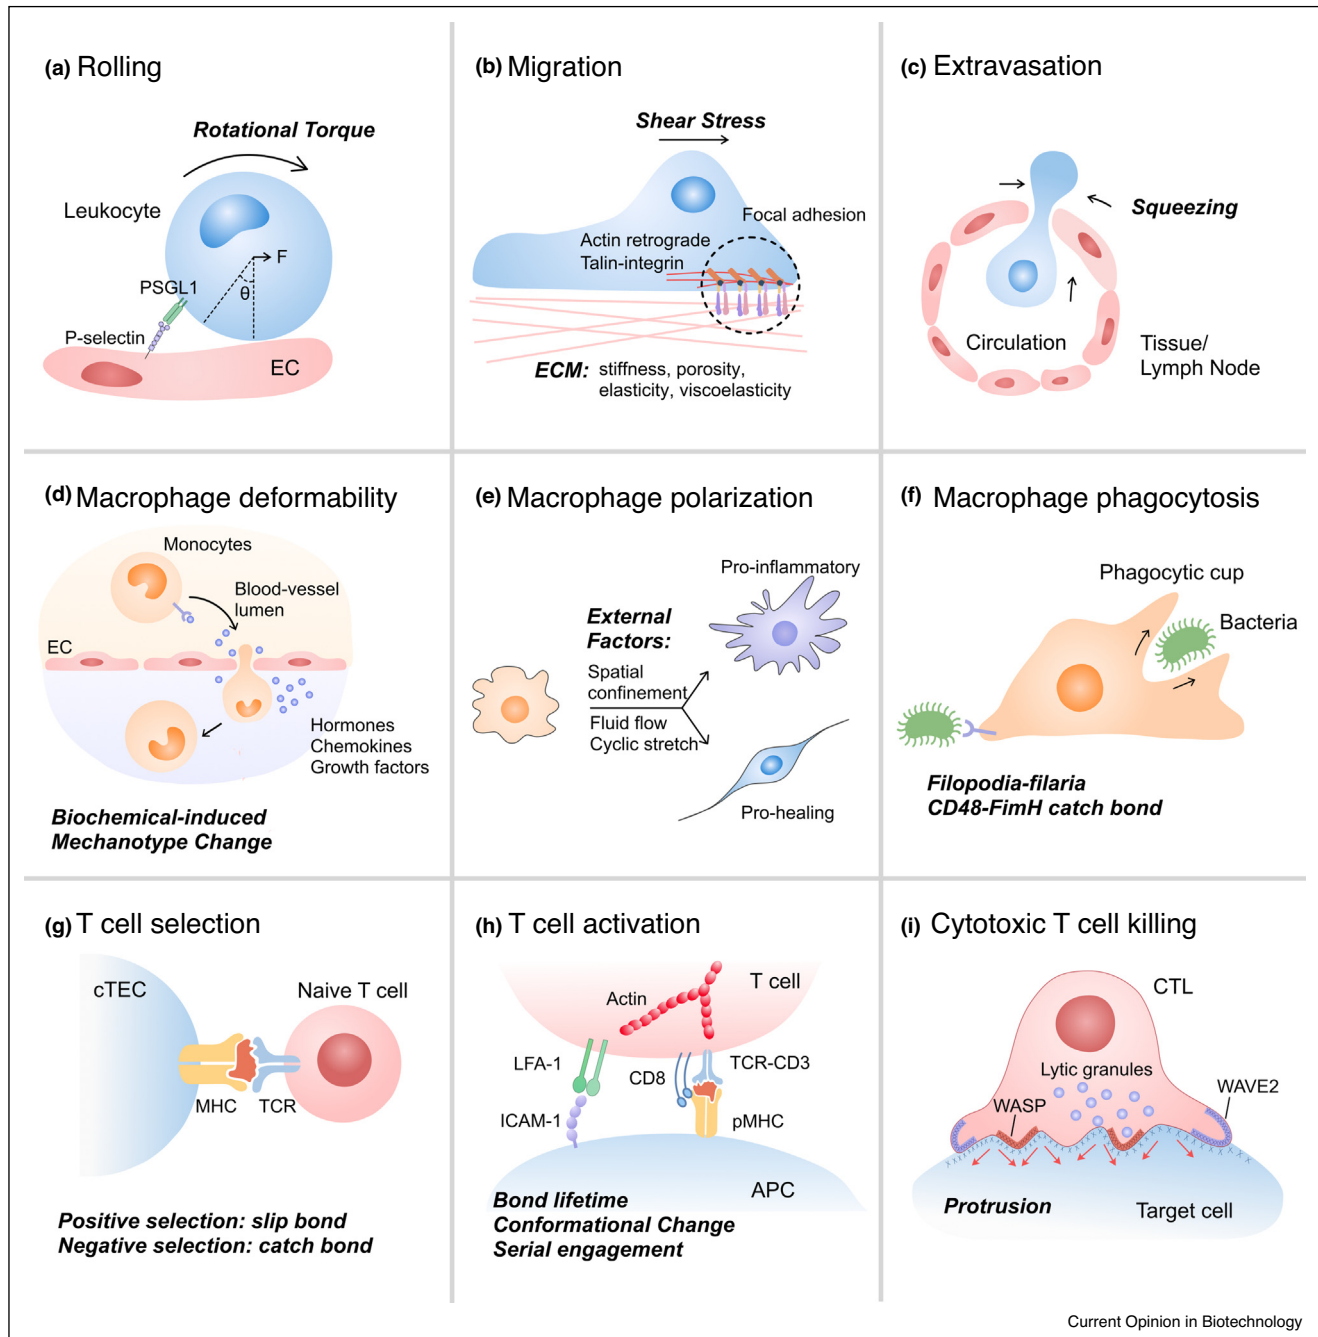 (a) Rolling
Rotational Torque
Leukocyte
F
θ
PSGL1
P-selectin
EC
(b) Migration
Shear Stress
Focal adhesion
Actin retrograde
Talin-integrin
ECM: stiffness, porosity,
elasticity, viscoelasticity
(c) Extravasation
Squeezing
Circulation
Tissue/
Lymph Node
(d) Macrophage deformability
Monocytes
Blood-vessel
lumen
EC
Hormones
Chemokines
Growth factors
Biochemical-induced
Mechanotype Change
(e) Macrophage polarization
Pro-inflammatory
External
Factors:
Spatial
confinement
Fluid flow
Cyclic stretch
Pro-healing
(f) Macrophage phagocytosis
Phagocytic cup
Bacteria
Filopodia-filaria
CD48-FimH catch bond
(g) T cell selection
cTEC
Naive T cell
MHC
TCR
Positive selection: slip bond
Negative selection: catch bond
(h) T cell activation
T cell
Actin
LFA-1
CD8
TCR-CD3
ICAM-1
pMHC
APC
Bond lifetime
Conformational Change
Serial engagement
(i) Cytotoxic T cell killing
CTL
Lytic granules
WASP
WAVE2
Protrusion
Target cell
Current Opinion in Biotechnology